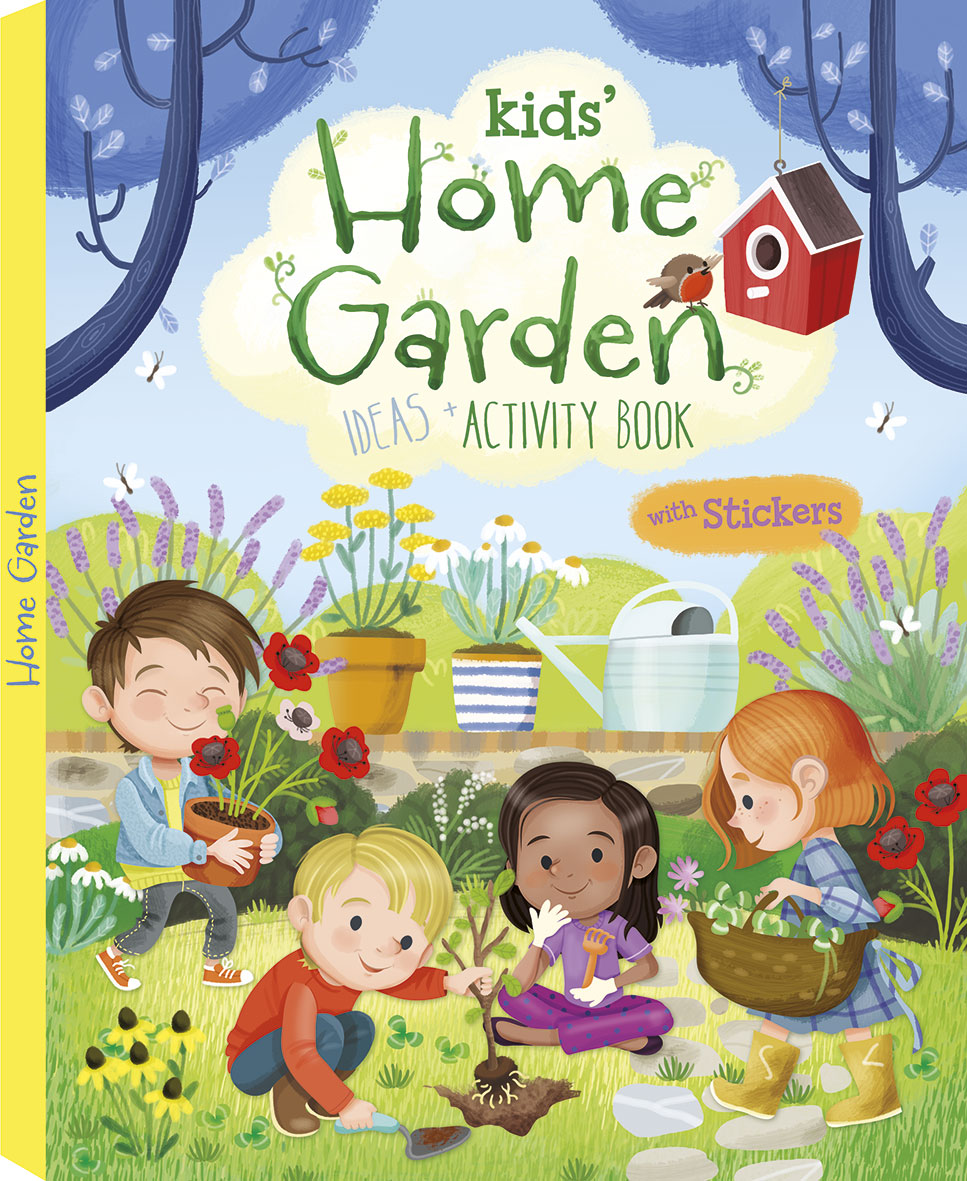 kids'
Home
Garden
IDEAS + ACTIVITY BOOK
with Stickers
Home Garden